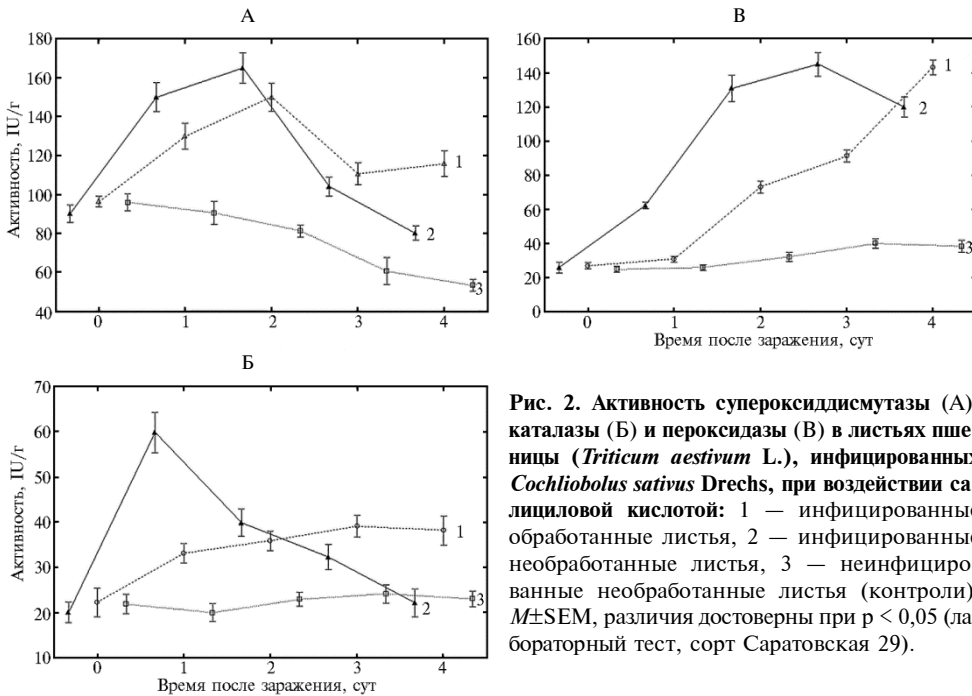 А
В
180
160
140
120
100
80
60
40
Активность, IU/г
0 1 2 3 4
1
2
3
160
140
120
100
80
60
40
20
0
0 1 2 3 4
Время после заражения, сут
1
2
3
Б
70
60
50
40
30
20
10
Активность, IU/г
0 1 2 3 4
Время после заражения, сут
1
2
3
Рис. 2. Активность супероксиддисмутазы (А)
каталазы (Б) и пероксидазы (В) в листьях пше
ницы (Triticum aestivum L.), инфицированных
Cochliobolus sativus Drechs, при воздействии са
лициловой кислотой: 1 — инфицированные
обработанные листья, 2 — инфицированные
необработанные листья, 3 — неинфициро
ванные необработанные листья (контроли)
M±SEM, различия достоверны при p < 0,05 (ла
бораторный тест, сорт Саратовская 29).